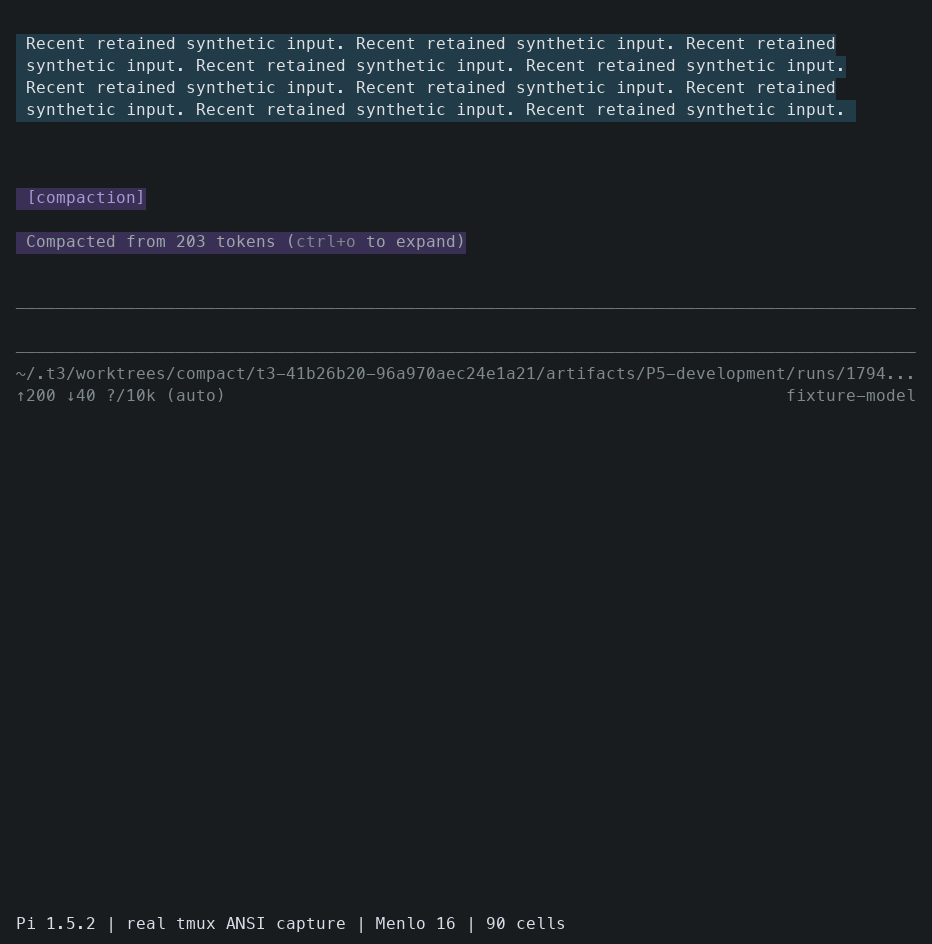 Recent retained synthetic input. Recent retained synthetic input. Recent retained
synthetic input. Recent retained synthetic input. Recent retained synthetic input.
Recent retained synthetic input. Recent retained synthetic input. Recent retained
synthetic input. Recent retained synthetic input. Recent retained synthetic input.
[compaction]
Compacted from 203 tokens (ctrl+o to expand)
~/.t3/worktrees/compact/t3-41b26b20-96a970aec24e1a21/artifacts/P5-development/runs/1794...
↑200 ↓40 ?/10k (auto) fixture-model
Pi 1.5.2 | real tmux ANSI capture | Menlo 16 | 90 cells